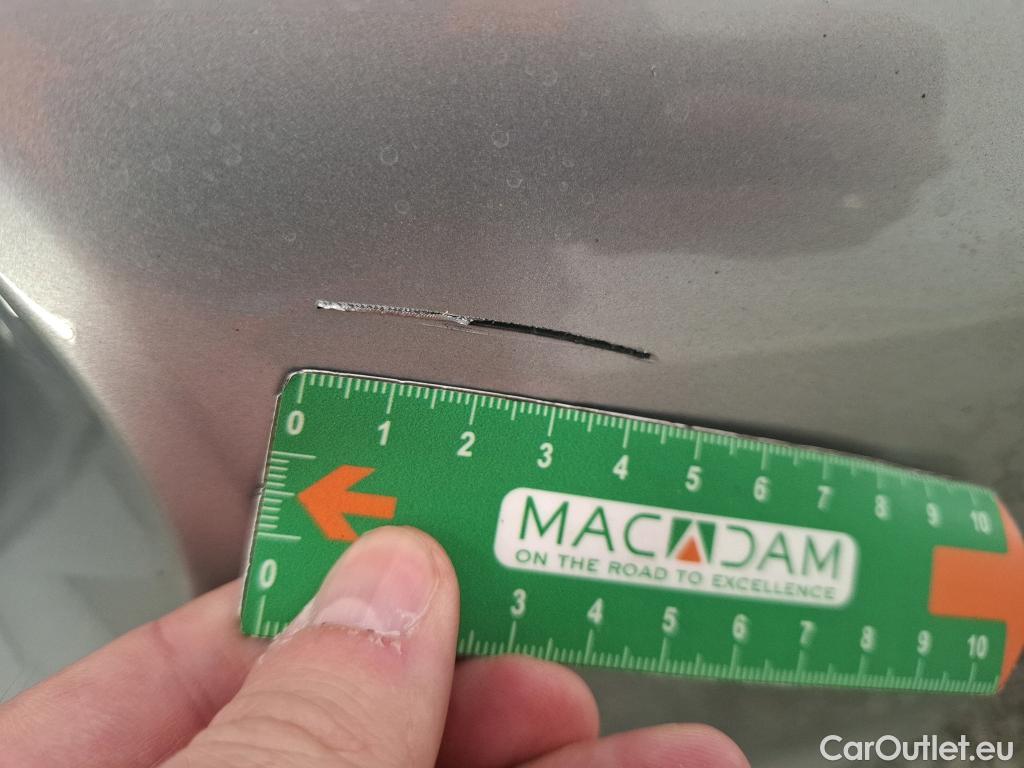 0 1 2 3 4 5 6 7 8 9 10
MACADAM
ON THE ROAD TO EXCELLENCE
0 3 4 5 6 7 8 9 10
CarOutlet.eu